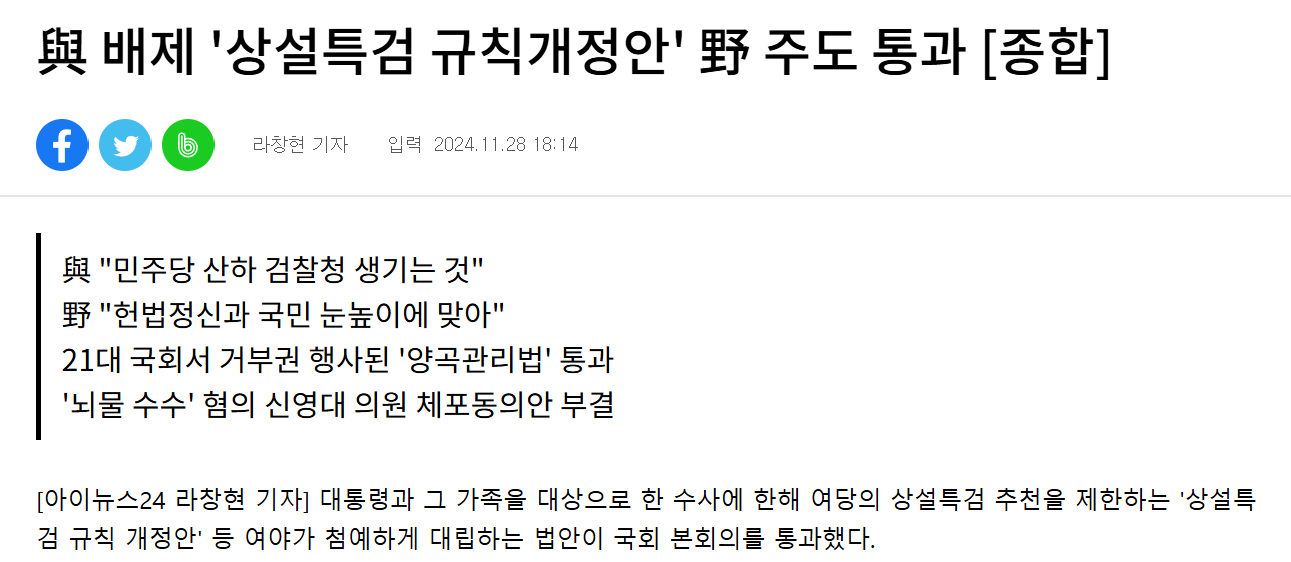 與 배제 '상설특검 규칙개정안' 野 주도 통과 [종합]
라창현 기자 입력 2024.11.28 18:14
與 "민주당 산하 검찰청 생기는 것"
野 "헌법정신과 국민 눈높이에 맞아"
21대 국회서 거부권 행사된 '양곡관리법' 통과
'뇌물 수수' 혐의 신영대 의원 체포동의안 부결
[아이뉴스24 라창현 기자] 대통령과 그 가족을 대상으로 한 수사에 한해 여당의 상설특검 추천을 제한하는 '상설특
검 규칙 개정안' 등 여야가 첨예하게 대립하는 법안이 국회 본회의를 통과했다.